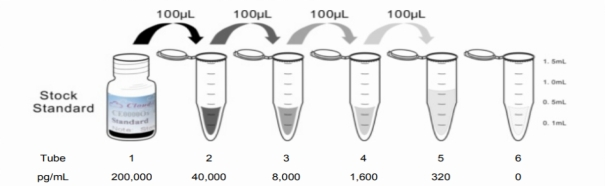 100μL 100μL 100μL 100μL
1. 5mL
1. 0mL
0. 5mL
0. 1mL
Stock
Standard
Standard
Tube 1 2 3 4 5 6
pg/mL 200,000 40,000 8,000 1,600 320 0